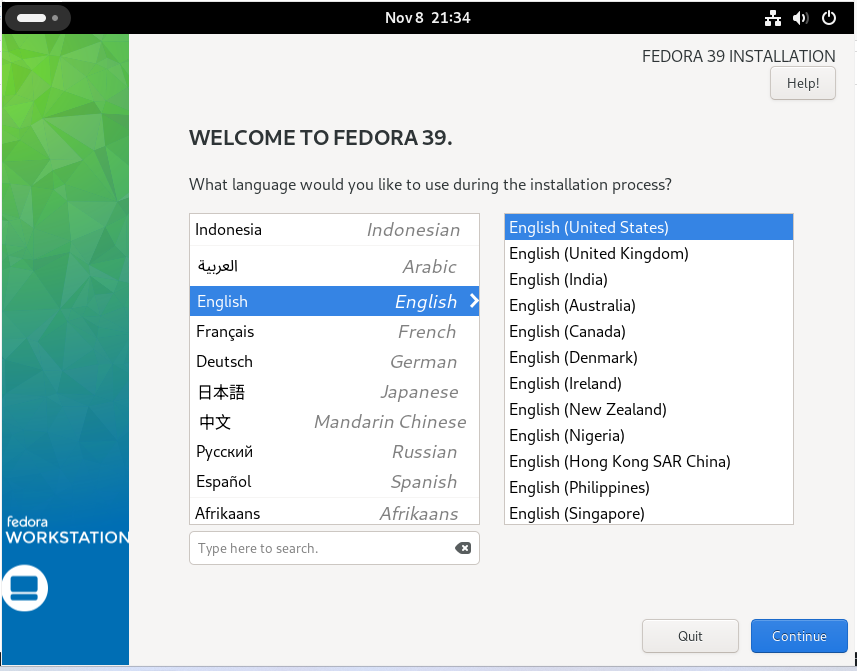 Nov 8 21:34
FEDORA 39 INSTALLATION
Help!
WELCOME TO FEDORA 39.
What language would you like to use during the installation process?
Indonesia Indonesian
العربية Arabic
English English
Français French
Deutsch German
日本語 Japanese
中文 Mandarin Chinese
Русский Russian
Español Spanish
Afrikaans Afrikaans
Type here to search.
English (United States)
English (United Kingdom)
English (India)
English (Australia)
English (Canada)
English (Denmark)
English (Ireland)
English (New Zealand)
English (Nigeria)
English (Hong Kong SAR China)
English (Philippines)
English (Singapore)
fedora
WORKSTATION
Quit
Continue